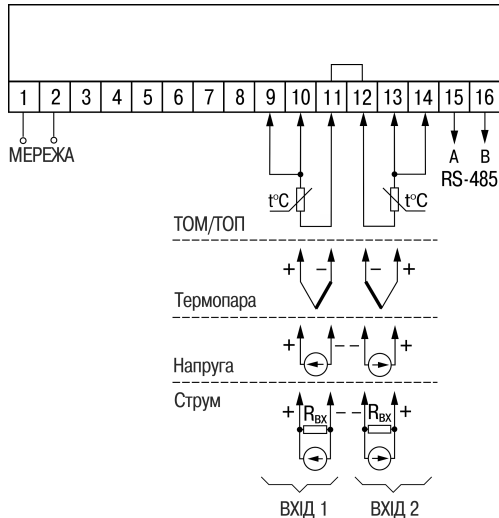 1 2 3 4 5 6 7 8 9 10 11 12 13 14 15 16
МЕРЕЖА
A B
RS-485
t°C t°C
ТОМ/ТОП
+ – – +
Термопара
+ – – +
Напруга
Струм
+ Rвх – – Rвх +
ВХІД 1 ВХІД 2